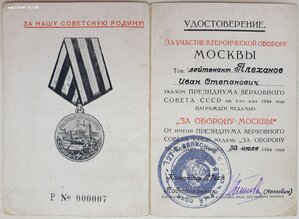 ЗА НАШУ СОВЕТСКУЮ РОДИНУ!
Р № 000007
УДОСТОВЕРЕНИЕ.
ЗА УЧАСТИЕ В ГЕРОИЧЕСКОЙ ОБОРОНЕ
МОСКВЫ
Тов. лейтенант Плеханов
Иван Степанович
УКАЗОМ ПРЕЗИДИУМА ВЕРХОВНОГО
СОВЕТА СССР от 1-го мая 1944 года
НАГРАЖДЕН МЕДАЛЬЮ
"ЗА ОБОРОНУ МОСКВЫ"
От имени ПРЕЗИДИУМА ВЕРХОВНОГО
СОВЕТА СССР МЕДАЛЬ "ЗА ОБОРОНУ
30 июля 1944 года